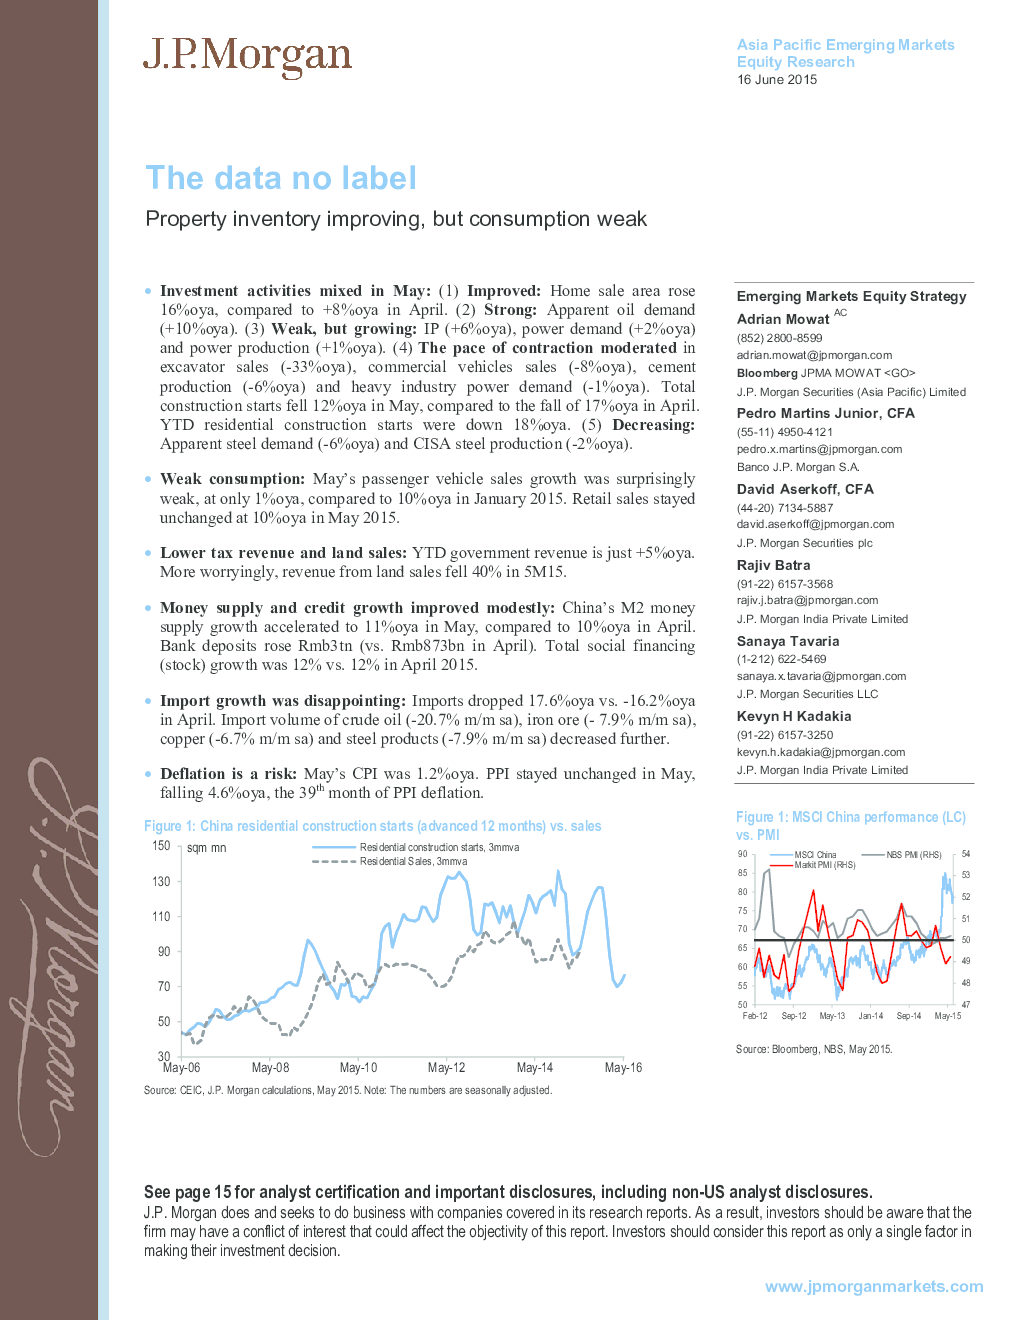 J.P.Morgan
Asia Pacific Emerging Markets
Equity Research
16 June 2015
The data no label
Property inventory improving, but consumption weak
• Investment activities mixed in May: (1) Improved: Home sale area rose
16%oya, compared to +8%oya in April. (2) Strong: Apparent oil demand
(+10%oya). (3) Weak, but growing: IP (+6%oya), power demand (+2%oya)
and power production (+1%oya). (4) The pace of contraction moderated in
excavator sales (-33%oya), commercial vehicles sales (-8%oya), cement
production (-6%oya) and heavy industry power demand (-1%oya). Total
construction starts fell 12%oya in May, compared to the fall of 17%oya in April.
YTD residential construction starts were down 18%oya. (5) Decreasing:
Apparent steel demand (-6%oya) and CISA steel production (-2%oya).
• Weak consumption: May's passenger vehicle sales growth was surprisingly
weak, at only 1%oya, compared to 10%oya in January 2015. Retail sales stayed
unchanged at 10%oya in May 2015.
• Lower tax revenue and land sales: YTD government revenue is just +5%oya.
More worryingly, revenue from land sales fell 40% in 5M15.
• Money supply and credit growth improved modestly: China's M2 money
supply growth accelerated to 11%oya in May, compared to 10%oya in April.
Bank deposits rose Rmb3tn (vs. Rmb873bn in April). Total social financing
(stock) growth was 12% vs. 12% in April 2015.
• Import growth was disappointing: Imports dropped 17.6%oya vs. -16.2%oya
in April. Import volume of crude oil (-20.7% m/m sa), iron ore (- 7.9% m/m sa),
copper (-6.7% m/m sa) and steel products (-7.9% m/m sa) decreased further.
• Deflation is a risk: May's CPI was 1.2%oya. PPI stayed unchanged in May,
falling 4.6%oya, the 39th month of PPI deflation.
Figure 1: China residential construction starts (advanced 12 months) vs. sales
sqm mn
Residential construction starts, 3mmva
Residential Sales, 3mmva
150
130
110
90
70
50
30
May-06 May-08 May-10 May-12 May-14 May-16
Source: CEIC, J.P. Morgan calculations, May 2015. Note: The numbers are seasonally adjusted.
Emerging Markets Equity Strategy
Adrian Mowat AC
(852) 2800-8599
adrian.mowat@jpmorgan.com
Bloomberg JPMA MOWAT <GO>
J.P. Morgan Securities (Asia Pacific) Limited
Pedro Martins Junior, CFA
(55-11) 4950-4121
pedro.x.martins@jpmorgan.com
Banco J.P. Morgan S.A.
David Aserkoff, CFA
(44-20) 7134-5887
david.aserkoff@jpmorgan.com
J.P. Morgan Securities plc
Rajiv Batra
(91-22) 6157-3568
rajiv.j.batra@jpmorgan.com
J.P. Morgan India Private Limited
Sanaya Tavaria
(1-212) 622-5469
sanaya.x.tavaria@jpmorgan.com
J.P. Morgan Securities LLC
Kevyn H Kadakia
(91-22) 6157-3250
kevyn.h.kadakia@jpmorgan.com
J.P. Morgan India Private Limited
Figure 1: MSCI China performance (LC)
vs. PMI
MSCI China NBS PMI (RHS)
Markit PMI (RHS)
90
85
80
75
70
65
60
55
50
54
53
52
51
50
49
48
47
Feb-12 Sep-12 May-13 Jan-14 Sep-14 May-15
Source: Bloomberg, NBS, May 2015.
J.P.Morgan
See page 15 for analyst certification and important disclosures, including non-US analyst disclosures.
J.P. Morgan does and seeks to do business with companies covered in its research reports. As a result, investors should be aware that the
firm may have a conflict of interest that could affect the objectivity of this report. Investors should consider this report as only a single factor in
making their investment decision.
www.jpmorganmarkets.com